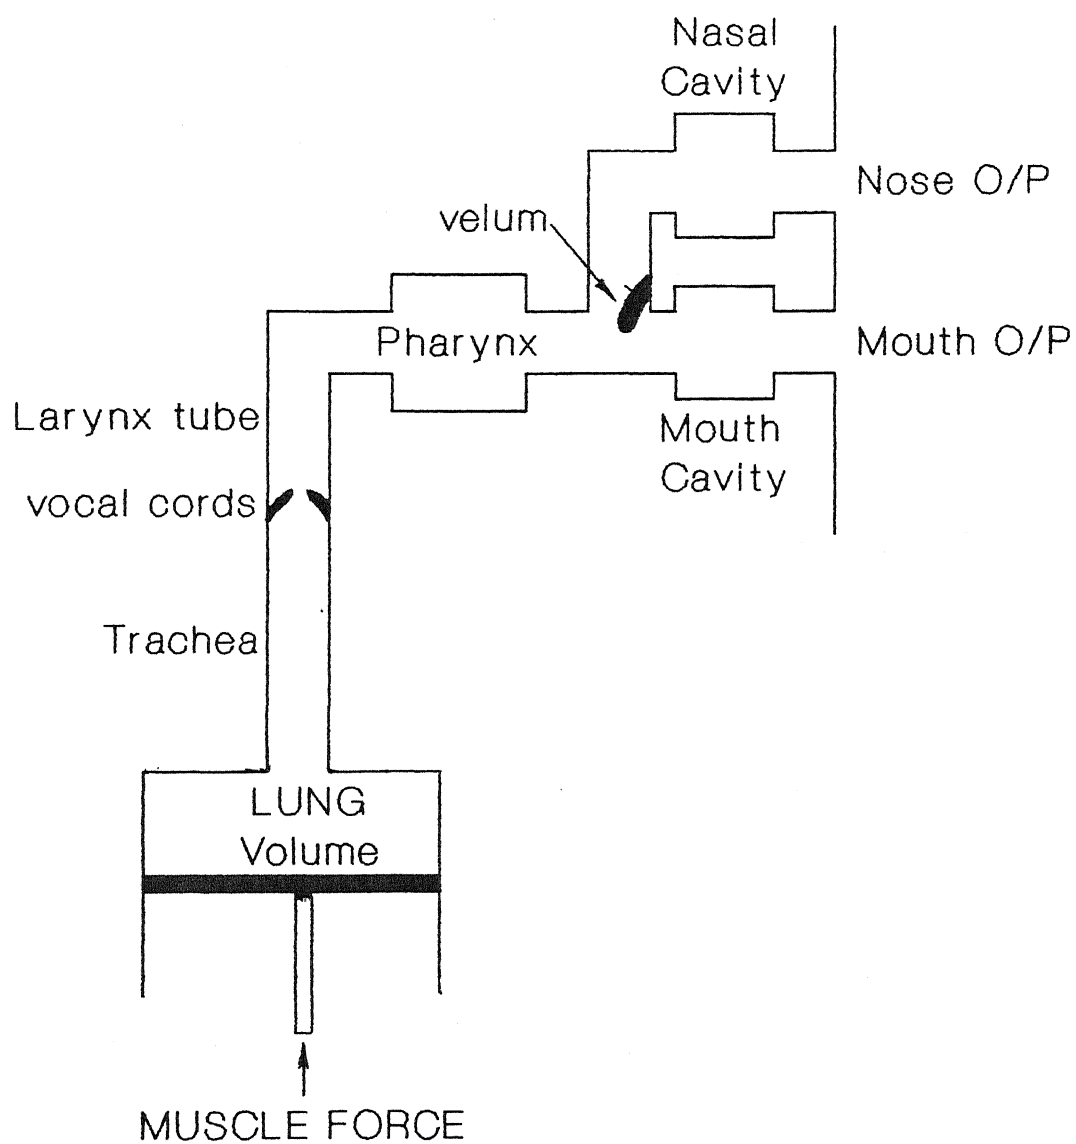 Nasal
Cavity
Nose O/P
velum
Pharynx
Mouth O/P
Larynx tube
Mouth
Cavity
vocal cords
Trachea
LUNG
Volume
MUSCLE FORCE